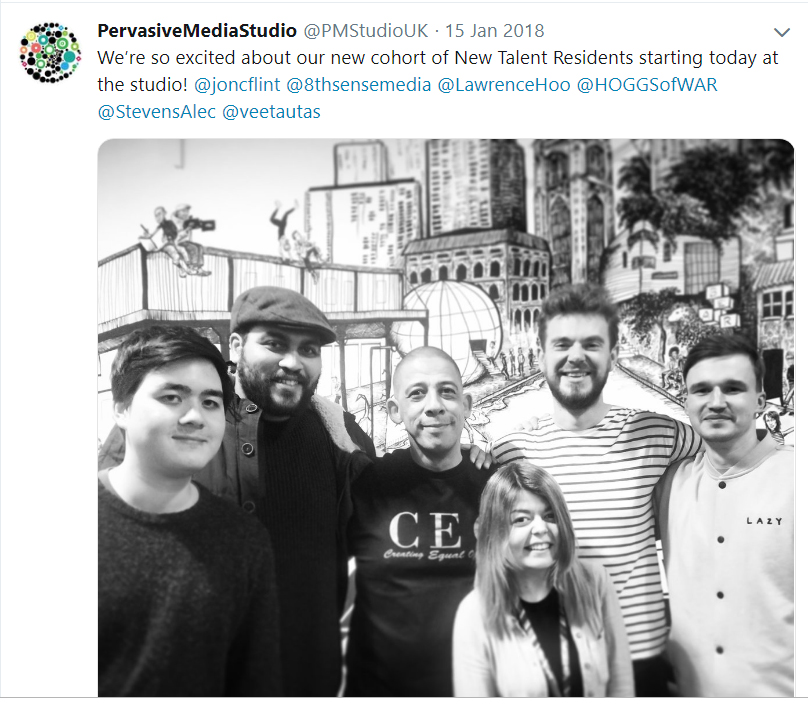 PervasiveMediaStudio @PMStudioUK · 15 Jan 2018
We're so excited about our new cohort of New Talent Residents starting today at
the studio! @joncflint @8thsensemedia @LawrenceHoo @HOGGSofWAR
@StevensAlec @veetautas
CE
Creating Equal
LAZY